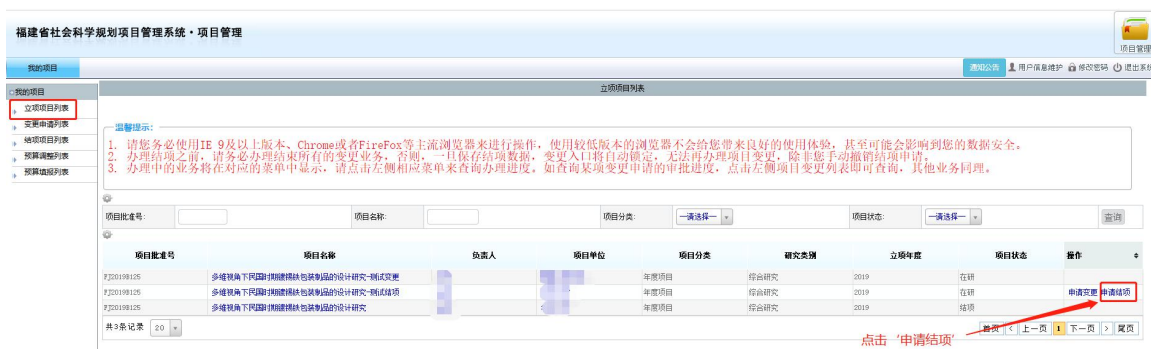 福建省社会科学规划项目管理系统·项目管理
项目管理
我的项目
通知公告 用户信息维护 修改密码 退出系统
我的项目
立项项目列表
变更申请列表
结项项目列表
预算调整列表
预算填报列表
立项项目列表
温馨提示:
1. 请您务必使用IE 9及以上版本、Chrome或者FireFox等主流浏览器来进行操作，使用较低版本的浏览器不会给您带来良好的使用体验，甚至可能会影响到您的数据安全。
2. 办理结项之前，请务必办理结束所有的变更业务，否则，一旦保存结项数据，变更入口将自动锁定，无法再办理项目变更，除非您手动撤销结项申请。
3. 办理中的业务将在对应的菜单中显示，请点击左侧相应菜单来查询办理进度。如查询某项变更申请的审批进度，点击左侧项目变更列表即可查询，其他业务同理。
项目批准号: 项目名称: 项目分类: 一请选择一 项目状态: 一请选择一 查询
项目批准号 项目名称 负责人 项目单位 项目分类 研究类别 立项年度 项目状态 操作
FJ2019B125 多维视角下民国时期捷锡铁包装制品的设计研究-测试变更 年度项目 综合研究 2019 在研
FJ2019B125 多维视角下民国时期捷锡铁包装制品的设计研究-测试结项 年度项目 综合研究 2019 在研 申请变更 申请结项
FJ2019B125 多维视角下民国时期捷锡铁包装制品的设计研究 年度项目 综合研究 2019 结项
共3条记录 20 首页 < 上一页 1 下一页 > 尾页
点击‘申请结项’